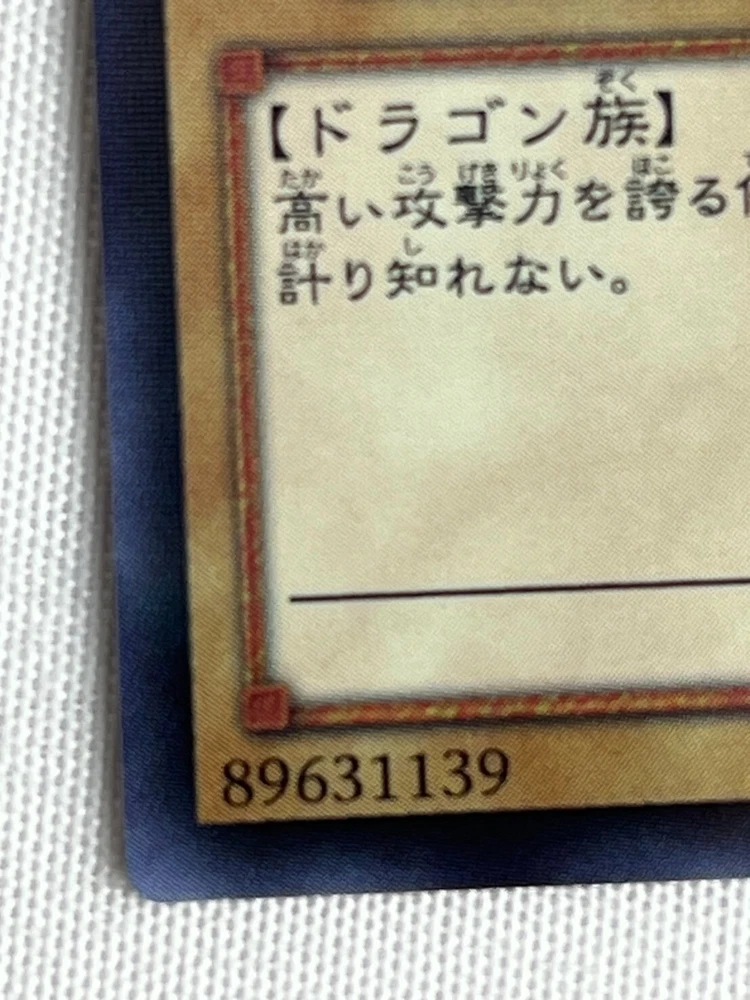 【ドラゴン族】
高い攻撃力を誇る
計り知れない。
89631139